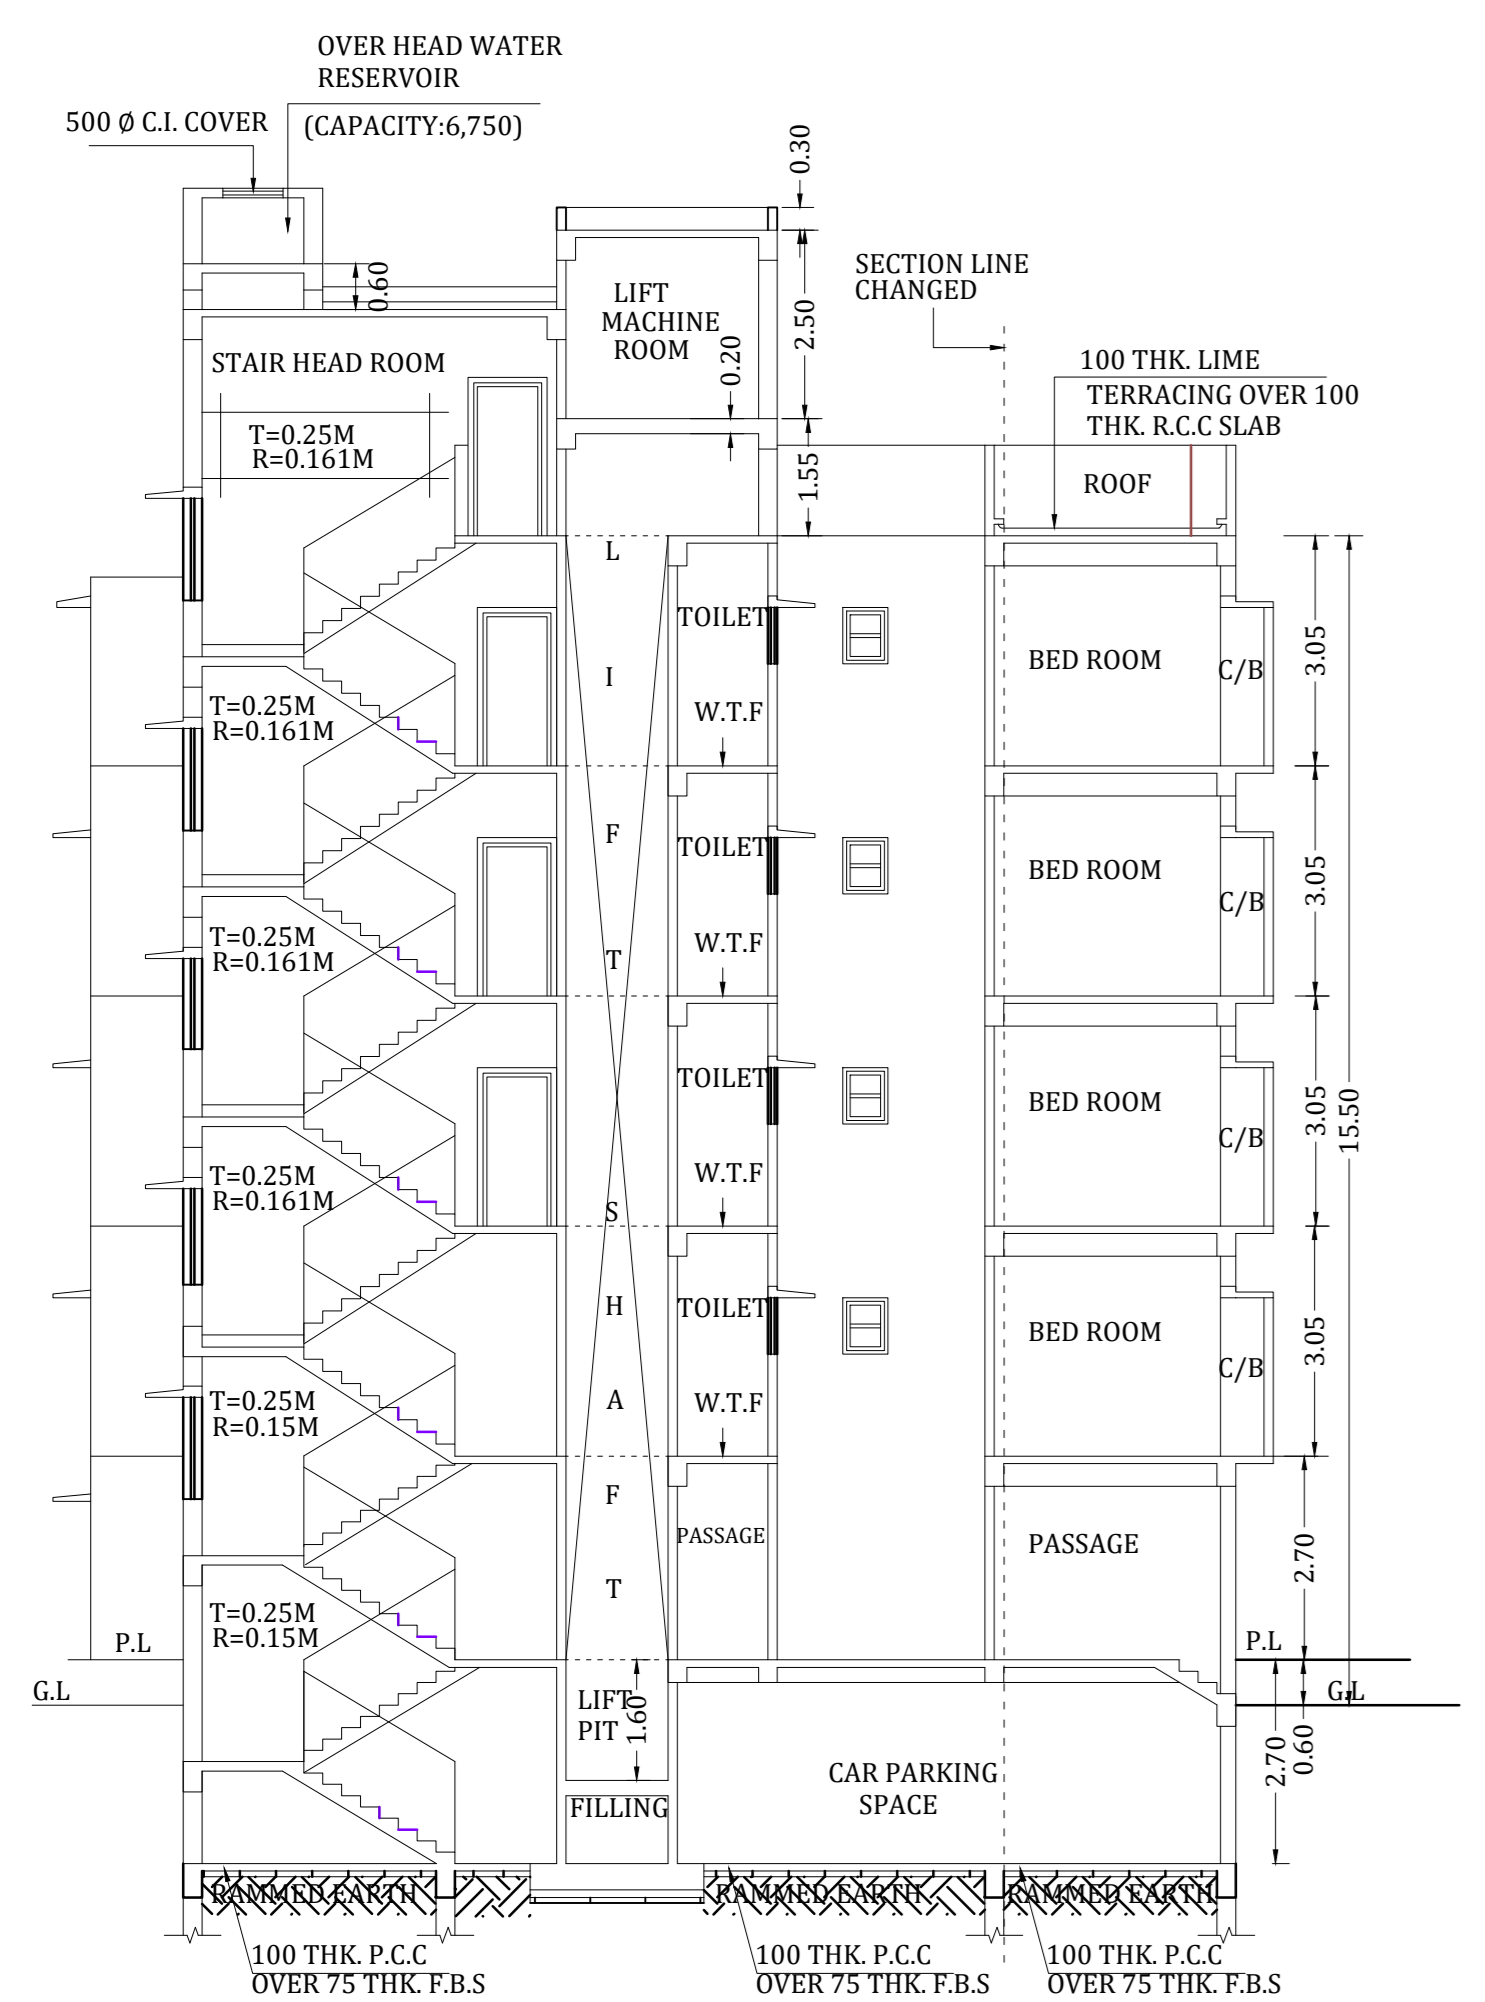 OVER HEAD WATER
RESERVOIR
(CAPACITY:6,750)
500 Ø C.I. COVER
0.30
0.60
LIFT
MACHINE
ROOM
2.50
SECTION LINE
CHANGED
STAIR HEAD ROOM
0.20
100 THK. LIME
TERRACING OVER 100
THK. R.C.C SLAB
T=0.25M
R=0.161M
1.55
ROOF
L
I
F
T
S
H
A
F
T
TOILET
BED ROOM
C/B
3.05
T=0.25M
R=0.161M
W.T.F
TOILET
BED ROOM
C/B
3.05
T=0.25M
R=0.161M
W.T.F
TOILET
BED ROOM
C/B
3.05
15.50
T=0.25M
R=0.161M
W.T.F
TOILET
BED ROOM
C/B
3.05
T=0.25M
R=0.15M
W.T.F
PASSAGE
PASSAGE
2.70
T=0.25M
R=0.15M
P.L
P.L
G.L
G.L
LIFT
PIT
1.60
2.70
0.60
CAR PARKING
SPACE
FILLING
RAMMED EARTH
RAMMED EARTH
RAMMED EARTH
100 THK. P.C.C
OVER 75 THK. F.B.S
100 THK. P.C.C
OVER 75 THK. F.B.S
100 THK. P.C.C
OVER 75 THK. F.B.S